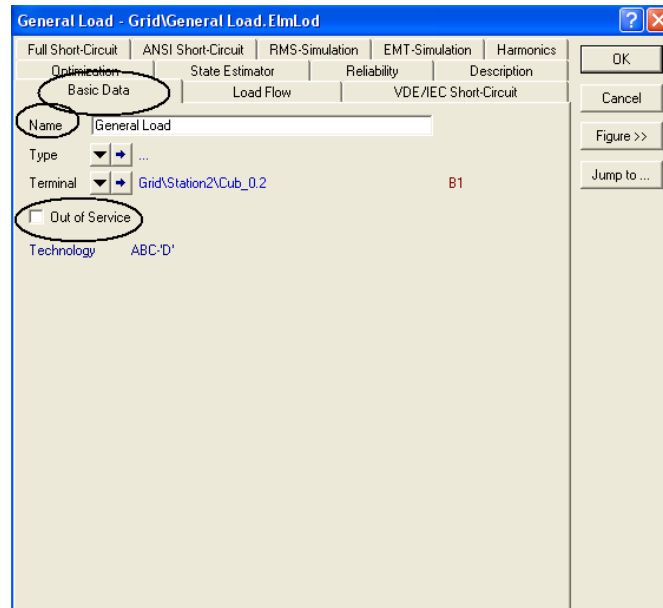 General Load - Grid\General Load.ElmLod
Full Short-Circuit ANSI Short-Circuit RMS-Simulation EMT-Simulation Harmonics
Optimization State Estimator Reliability Description
Basic Data Load Flow VDE/IEC Short-Circuit
OK
Cancel
Figure >>
Jump to ...
Name General Load
Type ...
Terminal Grid\Station2\Cub_0.2 B1
Out of Service
Technology ABC-'D'